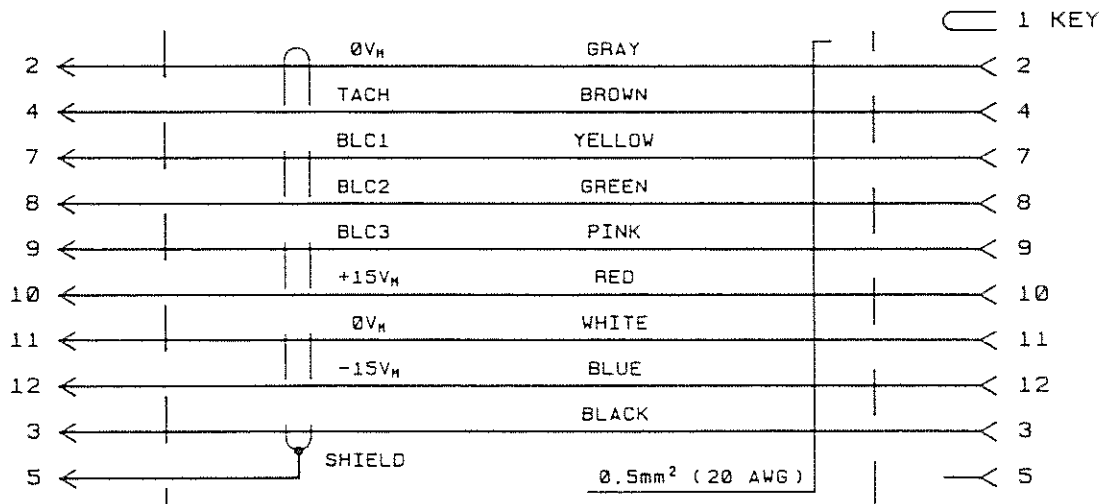 1 KEY
2 0VM GRAY 2
4 TACH BROWN 4
7 BLC1 YELLOW 7
8 BLC2 GREEN 8
9 BLC3 PINK 9
10 +15VM RED 10
11 0VM WHITE 11
12 -15VM BLUE 12
3 BLACK 3
5 SHIELD 0.5mm² (20 AWG) 5